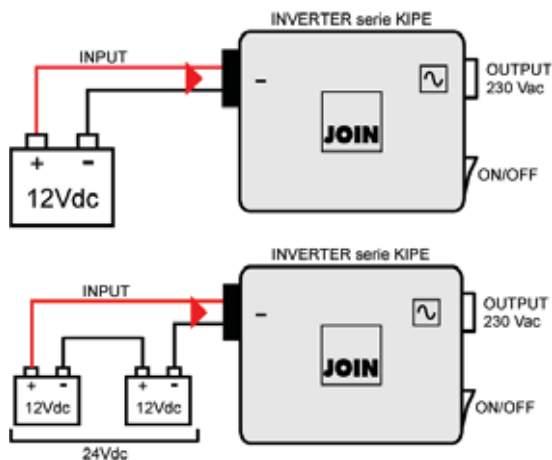 INVERTER serie KIPE
INPUT
OUTPUT
230 Vac
–
JOIN
+ –
12Vdc
ON/OFF
INVERTER serie KIPE
INPUT
OUTPUT
230 Vac
–
JOIN
+ - + -
12Vdc 12Vdc
ON/OFF
24Vdc